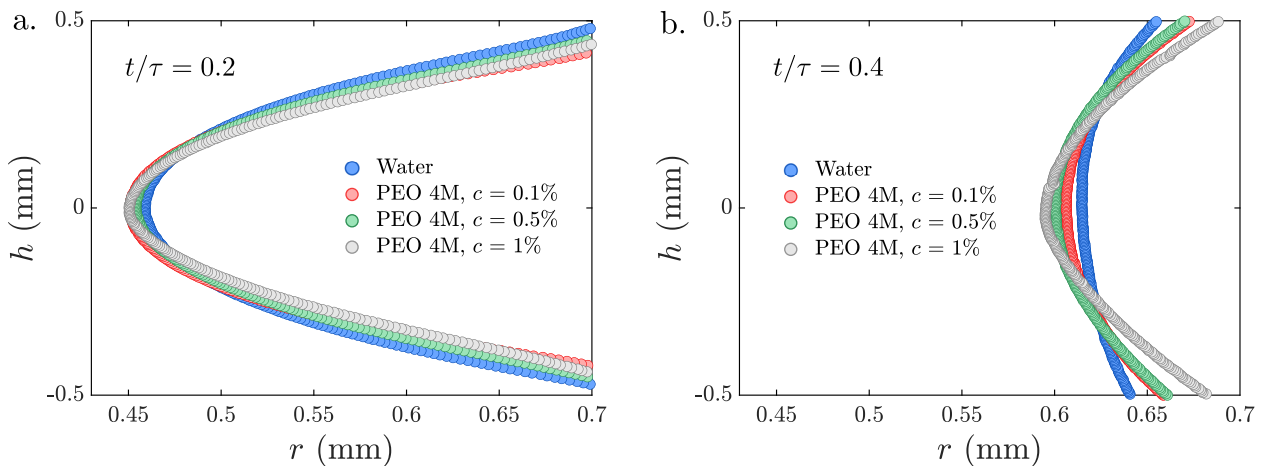 a.
t/τ = 0.2
Water
PEO 4M, c = 0.1%
PEO 4M, c = 0.5%
PEO 4M, c = 1%
h (mm)
0.5
0
-0.5
0.45 0.5 0.55 0.6 0.65 0.7
r (mm)
b.
t/τ = 0.4
Water
PEO 4M, c = 0.1%
PEO 4M, c = 0.5%
PEO 4M, c = 1%
h (mm)
0.5
0
-0.5
0.45 0.5 0.55 0.6 0.65 0.7
r (mm)